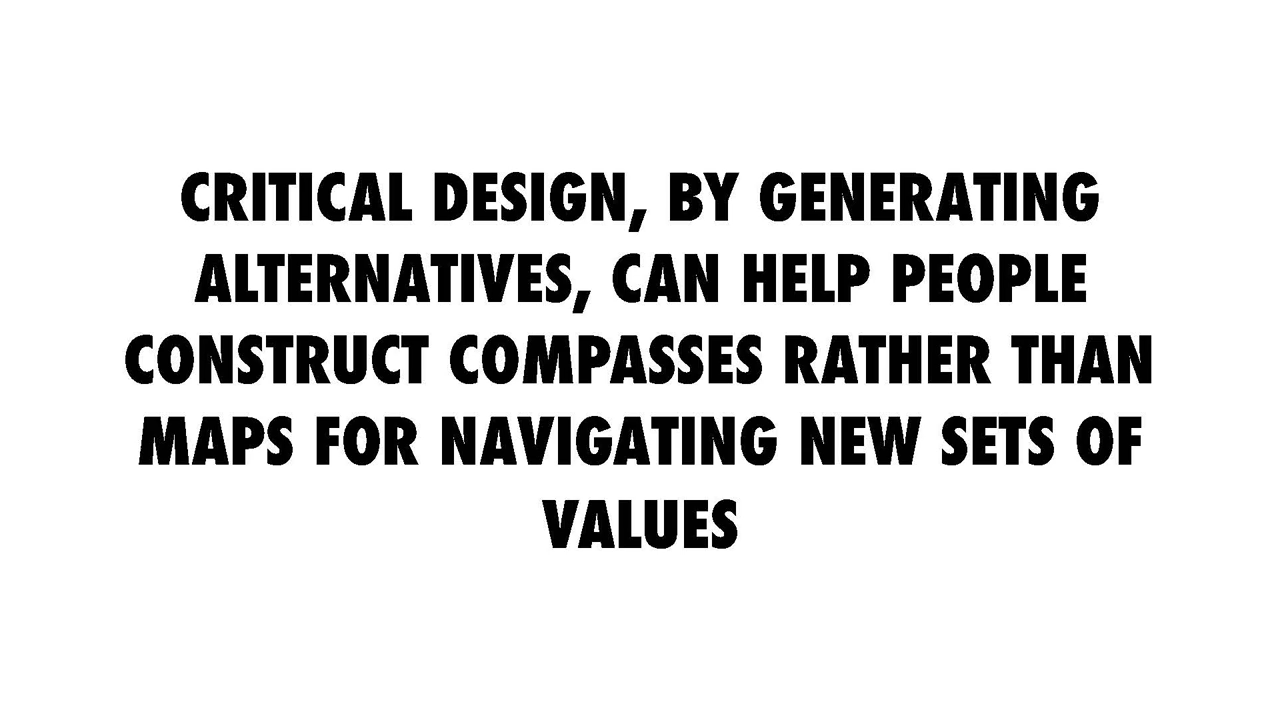 CRITICAL DESIGN, BY GENERATING
ALTERNATIVES, CAN HELP PEOPLE
CONSTRUCT COMPASSES RATHER THAN
MAPS FOR NAVIGATING NEW SETS OF
VALUES